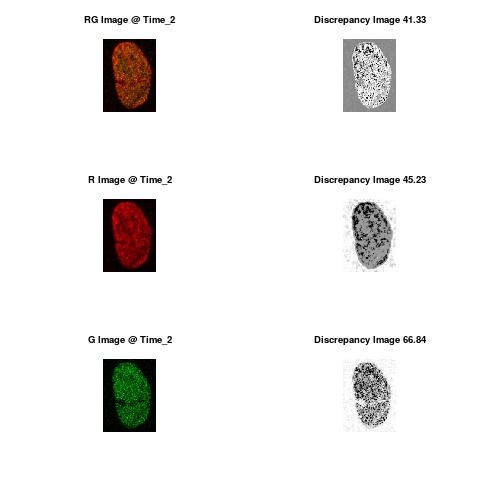 RG Image @ Time_2
Discrepancy Image 41.33
R Image @ Time_2
Discrepancy Image 45.23
G Image @ Time_2
Discrepancy Image 66.84